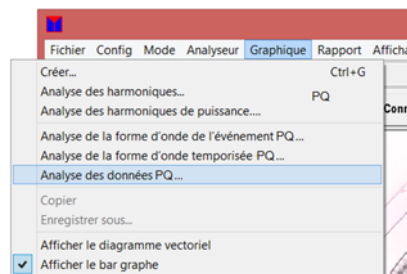 Fichier Config Mode Analyseur Graphique Rapport Affich
Créer... Ctrl+G
Analyse des harmoniques... PQ
Analyse des harmoniques de puissance.... Conn
Analyse de la forme d'onde de l'événement PQ...
Analyse de la forme d'onde temporisée PQ...
Analyse des données PQ...
Copier
Enregistrer sous...
Afficher le diagramme vectoriel
Afficher le bar graphe